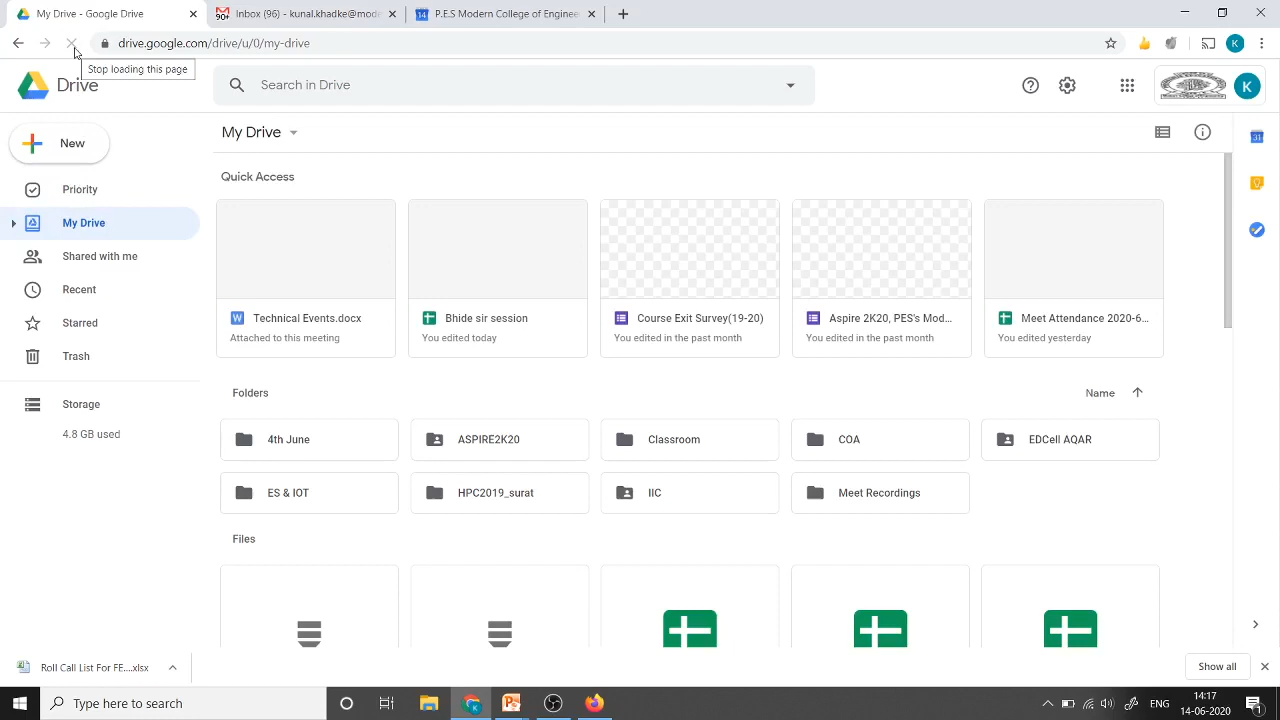 My Drive - Google Drive
90+
Inbox (96) - kunal.khadke@mode
14
P.E.S Modern College of Enginee
drive.google.com/drive/u/0/my-drive
K
Stop loading this page
Drive
Search in Drive
K
New
My Drive
31
Priority
Quick Access
My Drive
Shared with me
Recent
Starred
Trash
Storage
4.8 GB used
W
Technical Events.docx
Attached to this meeting
Bhide sir session
You edited today
Course Exit Survey(19-20)
You edited in the past month
Aspire 2K20, PES's Mod...
You edited in the past month
Meet Attendance 2020-6...
You edited yesterday
Folders
Name
4th June
ASPIRE2K20
Classroom
COA
EDCell AQAR
ES & IOT
HPC2019_surat
IIC
Meet Recordings
Files
Roll Call List For FE....xlsx
Show all
Type here to search
K
ENG
14:17
14-06-2020
1